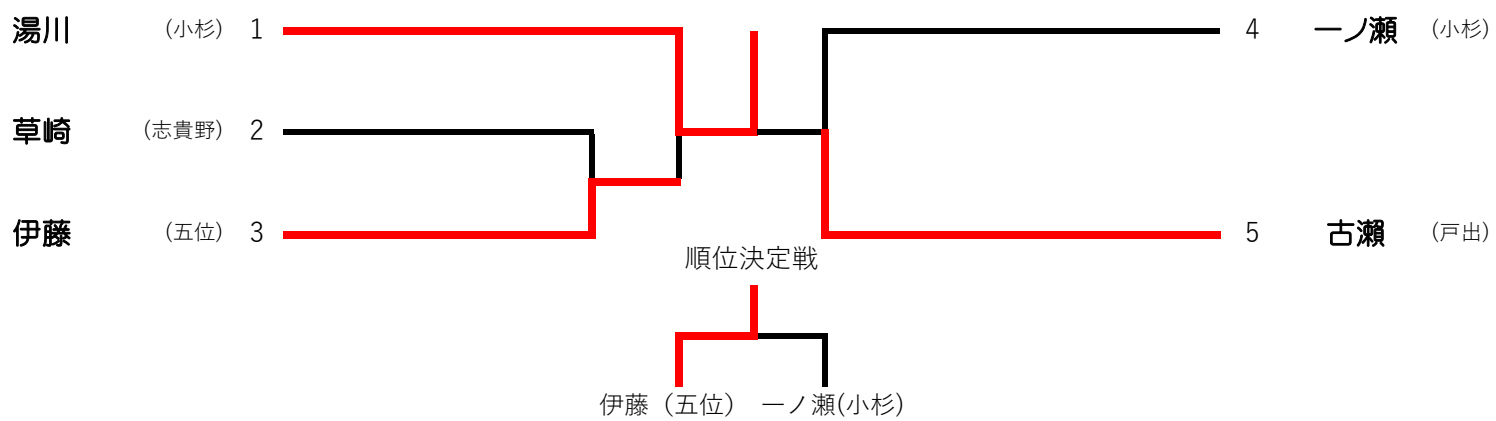 湯川 (小杉) 1 4 一ノ瀬 (小杉)
草崎 (志貴野) 2
伊藤 (五位) 3 5 古瀬 (戸出)
順位決定戦
伊藤（五位） 一ノ瀬(小杉)